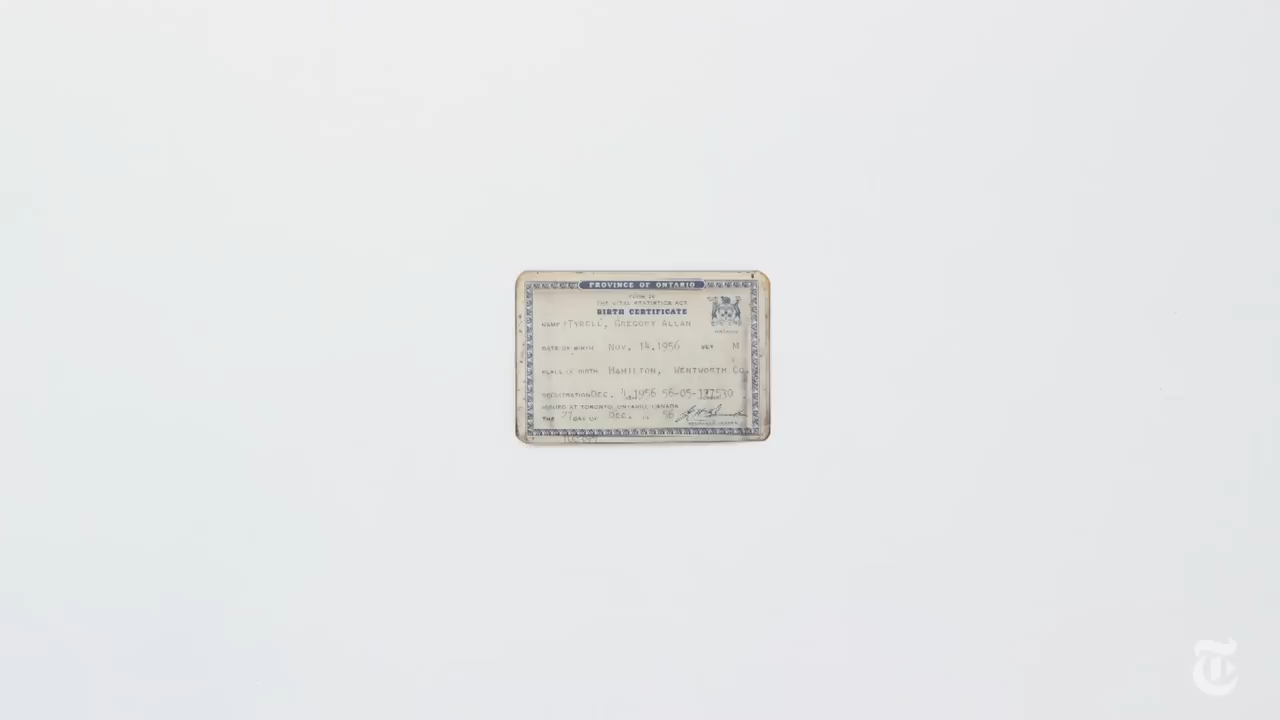 PROVINCE OF ONTARIO
FORM
THE VITAL STATISTICS ACT
BIRTH CERTIFICATE
NAME TYRELL, GREGORY ALLAN
DATE OF BIRTH NOV. 14,1956 SEX M
PLACE OF BIRTH HAMILTON, WENTWORTH CO.
REGISTRATION DEC. 1956 56-05-
ISSUED AT TORONTO, ONTARIO, CANADA
THE DAY OF DEC. 19 56